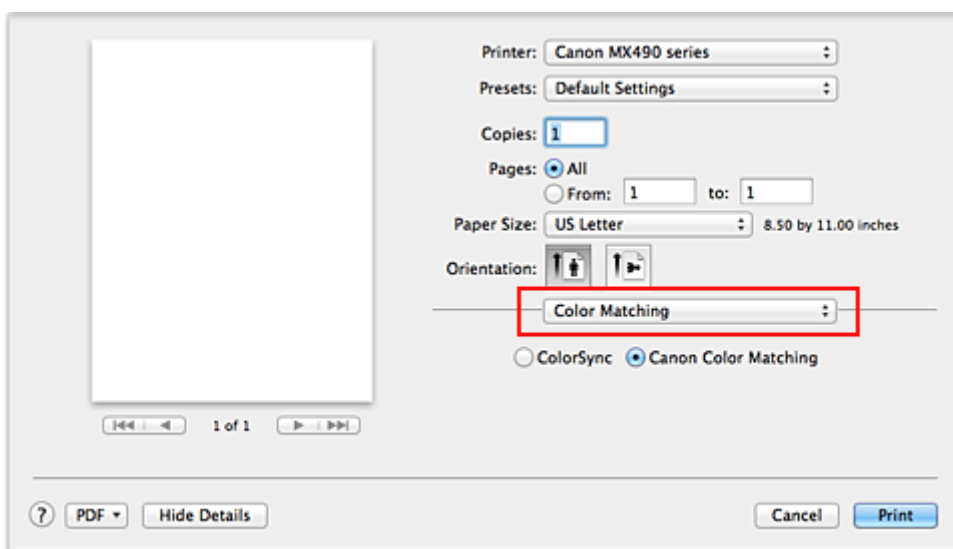 Printer: Canon MX490 series
Presets: Default Settings
Copies: 1
Pages: All
From: 1 to: 1
Paper Size: US Letter 8.50 by 11.00 inches
Orientation:
Color Matching
ColorSync Canon Color Matching
1 of 1
? PDF Hide Details Cancel Print